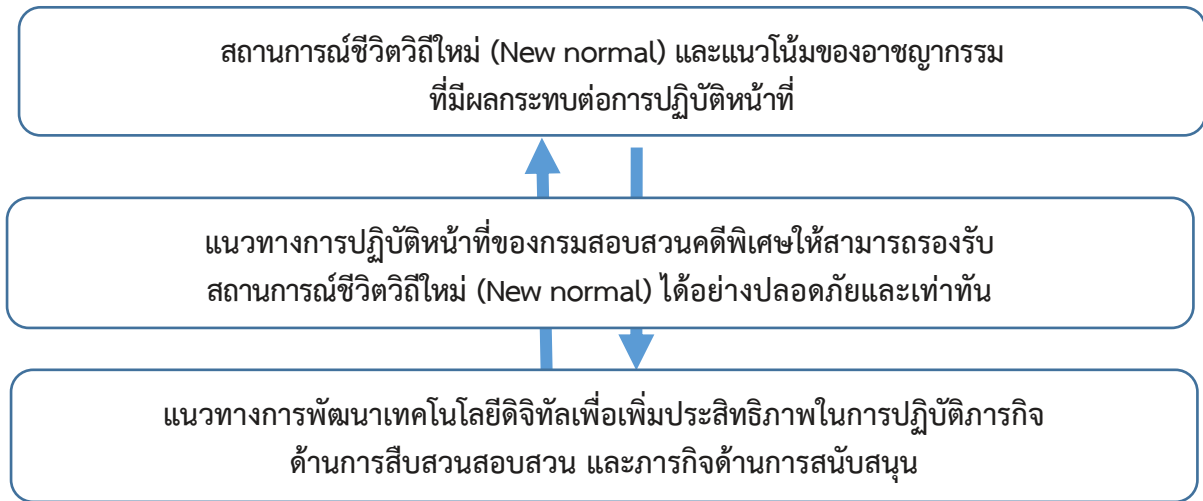 สถานการณ์ชีวิตวิถีใหม่ (New normal) และแนวโน้มของอาชญากรรม
ที่มีผลกระทบต่อการปฏิบัติหน้าที่
แนวทางการปฏิบัติหน้าที่ของกรมสอบสวนคดีพิเศษให้สามารถรองรับ
สถานการณ์ชีวิตวิถีใหม่ (New normal) ได้อย่างปลอดภัยและเท่าทัน
แนวทางการพัฒนาเทคโนโลยีดิจิทัลเพื่อเพิ่มประสิทธิภาพในการปฏิบัติภารกิจ
ด้านการสืบสวนสอบสวน และภารกิจด้านการสนับสนุน